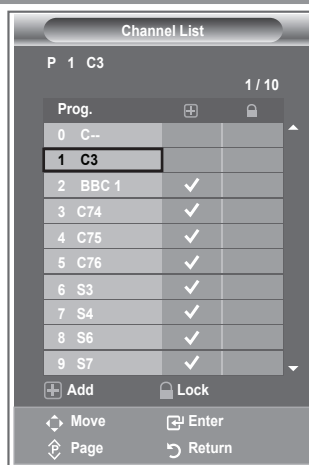 Channel List
P 1 C3
1 / 10
Prog.
0 C--
1 C3
2 BBC 1
3 C74
4 C75
5 C76
6 S3
7 S4
8 S6
9 S7
Add Lock
Move Enter
Page Return